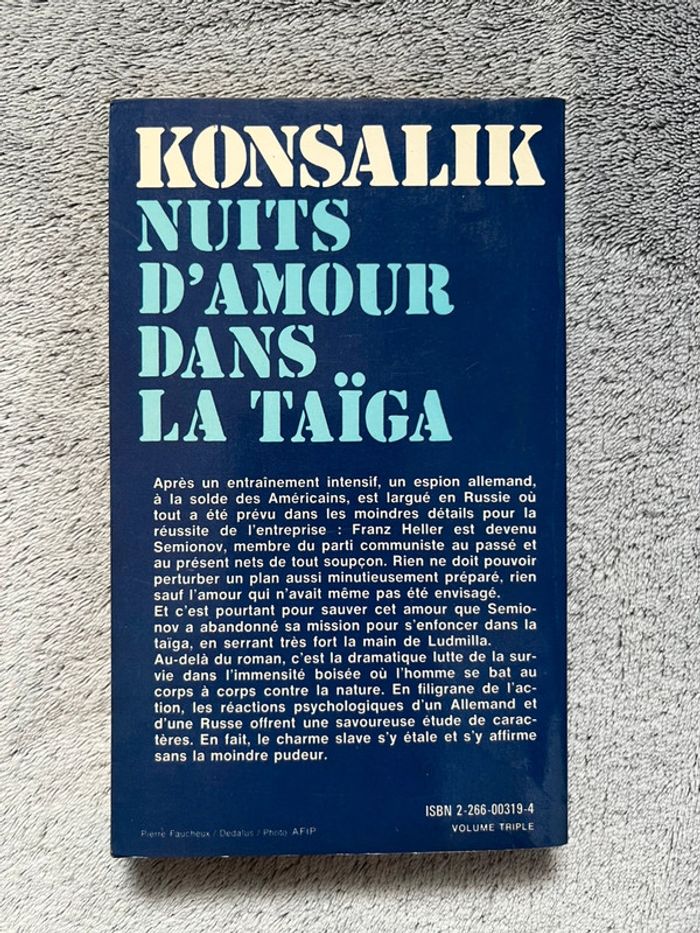 KONSALIK
NUITS
D'AMOUR
DANS
LA TAÏGA
Après un entraînement intensif, un espion allemand,
à la solde des Américains, est largué en Russie où
tout a été prévu dans les moindres détails pour la
réussite de l'entreprise : Franz Heller est devenu
Semionov, membre du parti communiste au passé et
au présent nets de tout soupçon. Rien ne doit pouvoir
perturber un plan aussi minutieusement préparé, rien
sauf l'amour qui n'avait même pas été envisagé.
Et c'est pourtant pour sauver cet amour que Semio-
nov a abandonné sa mission pour s'enfoncer dans la
taïga, en serrant très fort la main de Ludmilla.
Au-delà du roman, c'est la dramatique lutte de la sur-
vie dans l'immensité boisée où l'homme se bat au
corps à corps contre la nature. En filigrane de l'ac-
tion, les réactions psychologiques d'un Allemand et
d'une Russe offrent une savoureuse étude de carac-
tères. En fait, le charme slave s'y étale et s'y affirme
sans la moindre pudeur.
ISBN 2-266-00319-4
Pierre Faucheux / Dedalus / Photo AFIP
VOLUME TRIPLE